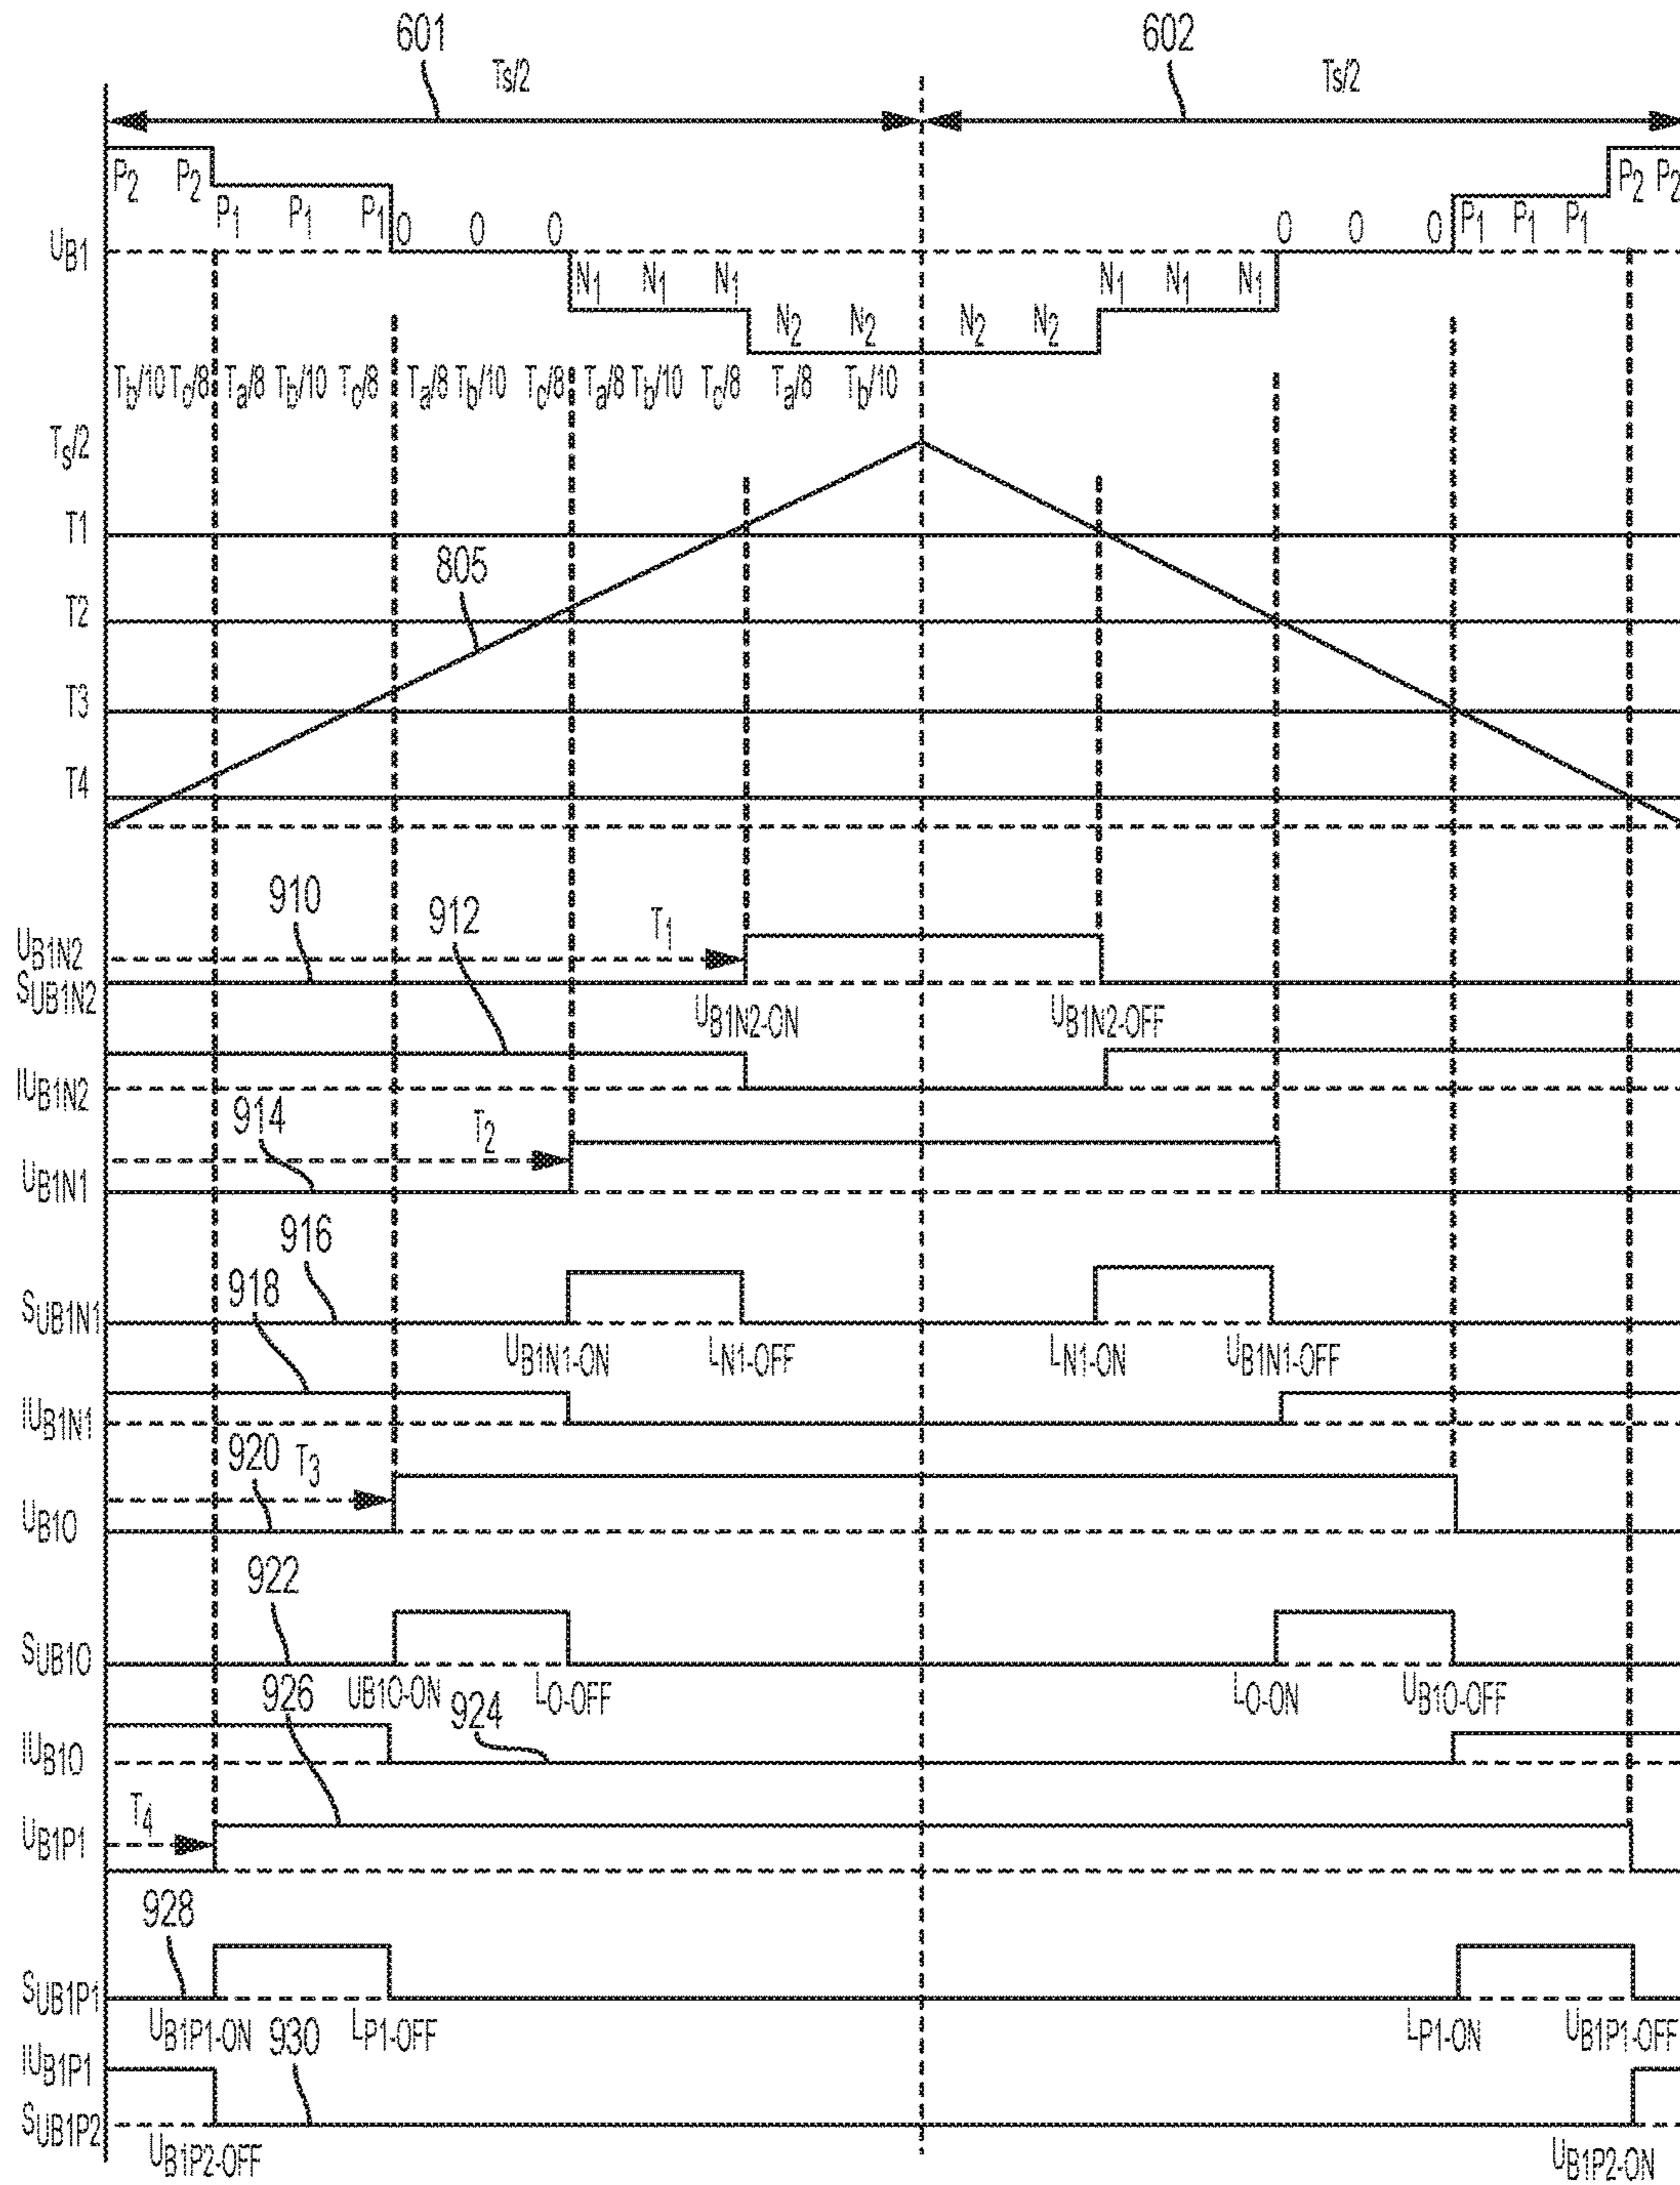 601
602
Ts/2
Ts/2
P2 P2
P2 P2
P1 P1 P1
P1 P1 P1
O O O
O O O
UB1
N1 N1 N1
N1 N1 N1
N2 N2 N2 N2
Tb/10 Tc/8 Ta/8 Tb/10 Tc/8 Ta/8 Tb/10 Tc/8 Ta/8 Tb/10 Tc/8 Ta/8 Tb/10
Ts/2
T1
805
T2
T3
T4
910
912
T1
UB1N2
SUB1N2
UB1N2-ON
UB1N2-OFF
IUB1N2
914
T2
UB1N1
916
918
SUB1N1
UB1N1-ON
LN1-OFF
LN1-ON
UB1N1-OFF
IUB1N1
920
T3
UB1O
922
SUB1O
UB1O-ON
LO-OFF
LO-ON
UB1O-OFF
926
924
IUB1O
T4
UB1P1
928
SUB1P1
UB1P1-ON
930
LP1-OFF
LP1-ON
UB1P1-OFF
IUB1P1
SUB1P2
UB1P2-OFF
UB1P2-ON